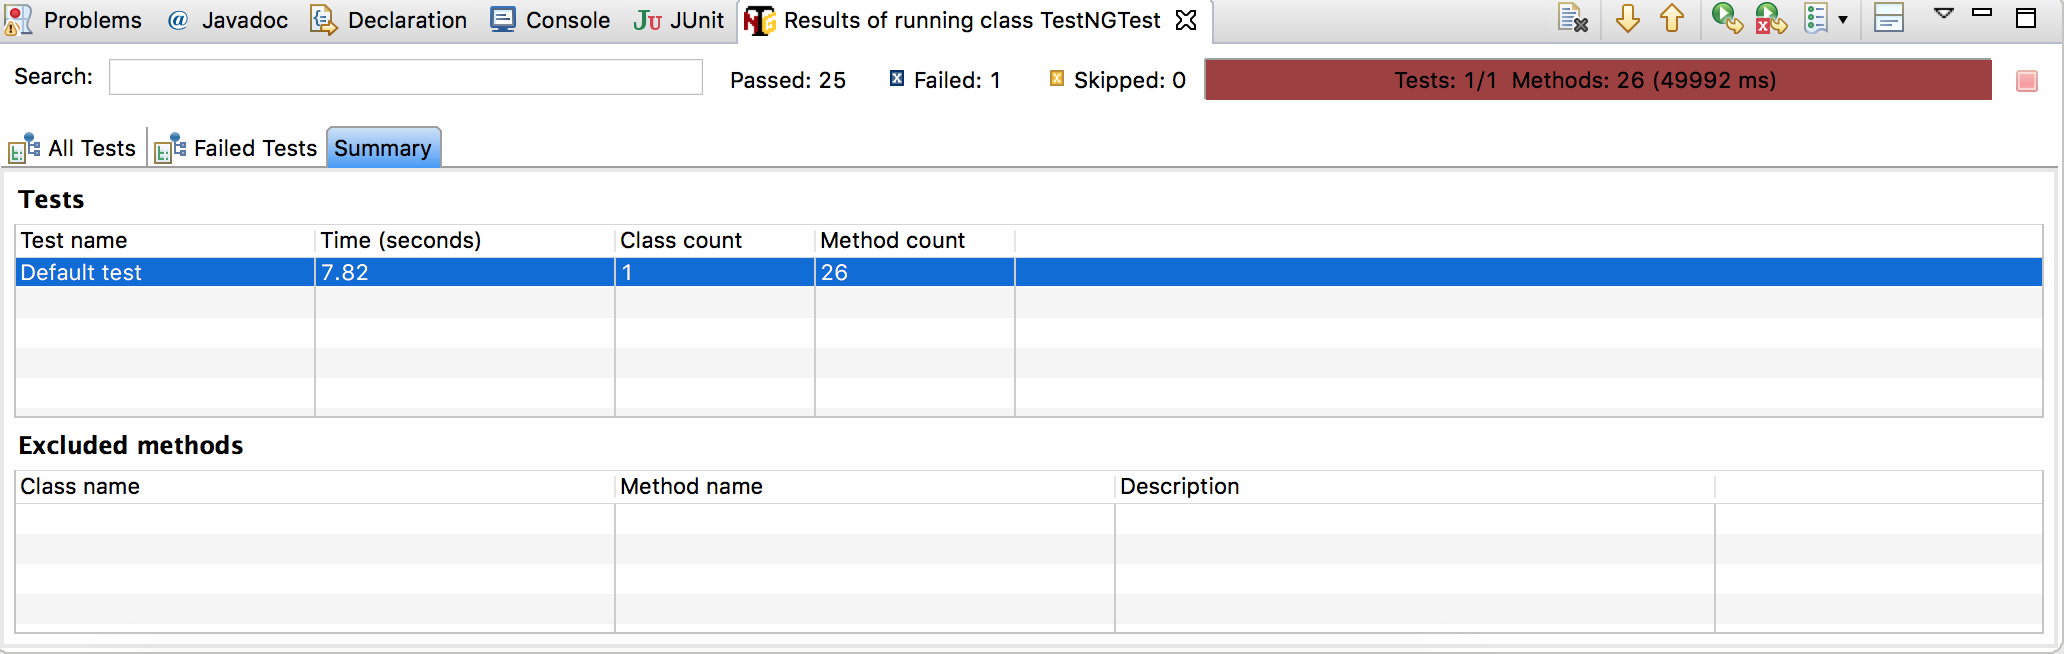 Problems @ Javadoc Declaration Console JU JUnit NTG Results of running class TestNGTest
Search: Passed: 25 Failed: 1 Skipped: 0 Tests: 1/1 Methods: 26 (49992 ms)
All Tests Failed Tests Summary
Tests
Test name Time (seconds) Class count Method count
Default test 7.82 1 26
Excluded methods
Class name Method name Description